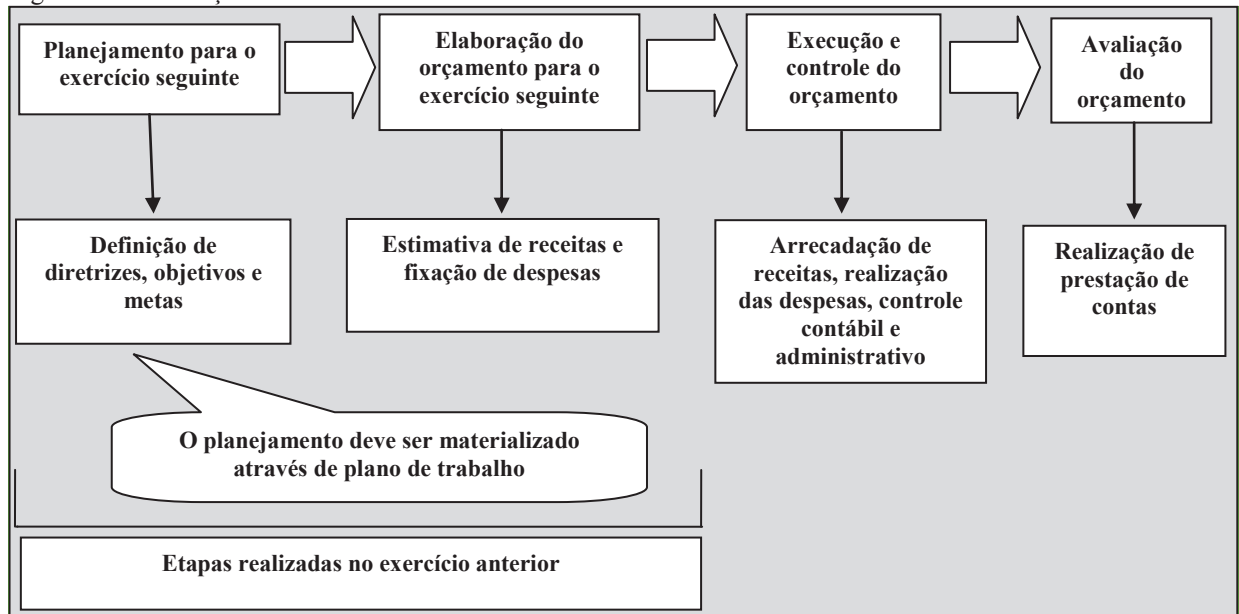 Planejamento para o
exercício seguinte
Elaboração do
orçamento para o
exercício seguinte
Execução e
controle do
orçamento
Avaliação
do
orçamento
Definição de
diretrizes, objetivos e
metas
Estimativa de receitas e
fixação de despesas
Arrecadação de
receitas, realização
das despesas, controle
contábil e
administrativo
Realização de
prestação de
contas
O planejamento deve ser materializado
através de plano de trabalho
Etapas realizadas no exercício anterior